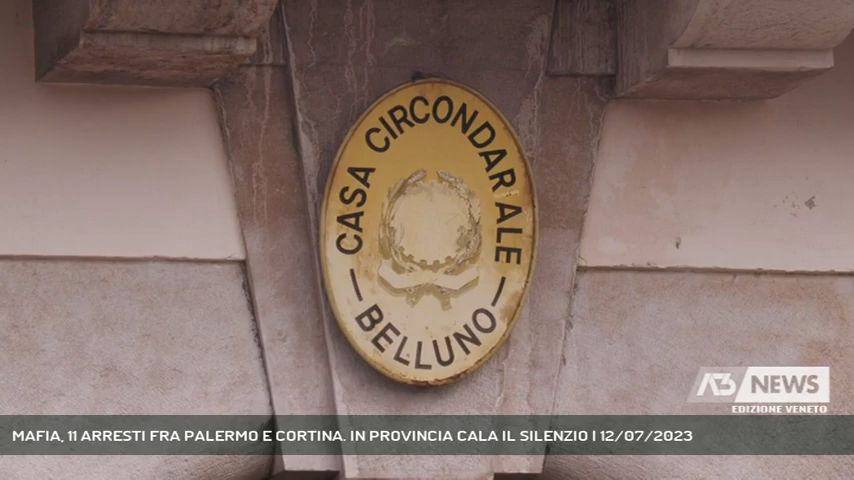 CASA CIRCONDARIALE
BELLUNO
A3 NEWS
EDIZIONE VENETO
MAFIA, 11 ARRESTI FRA PALERMO E CORTINA. IN PROVINCIA CALA IL SILENZIO | 12/07/2023